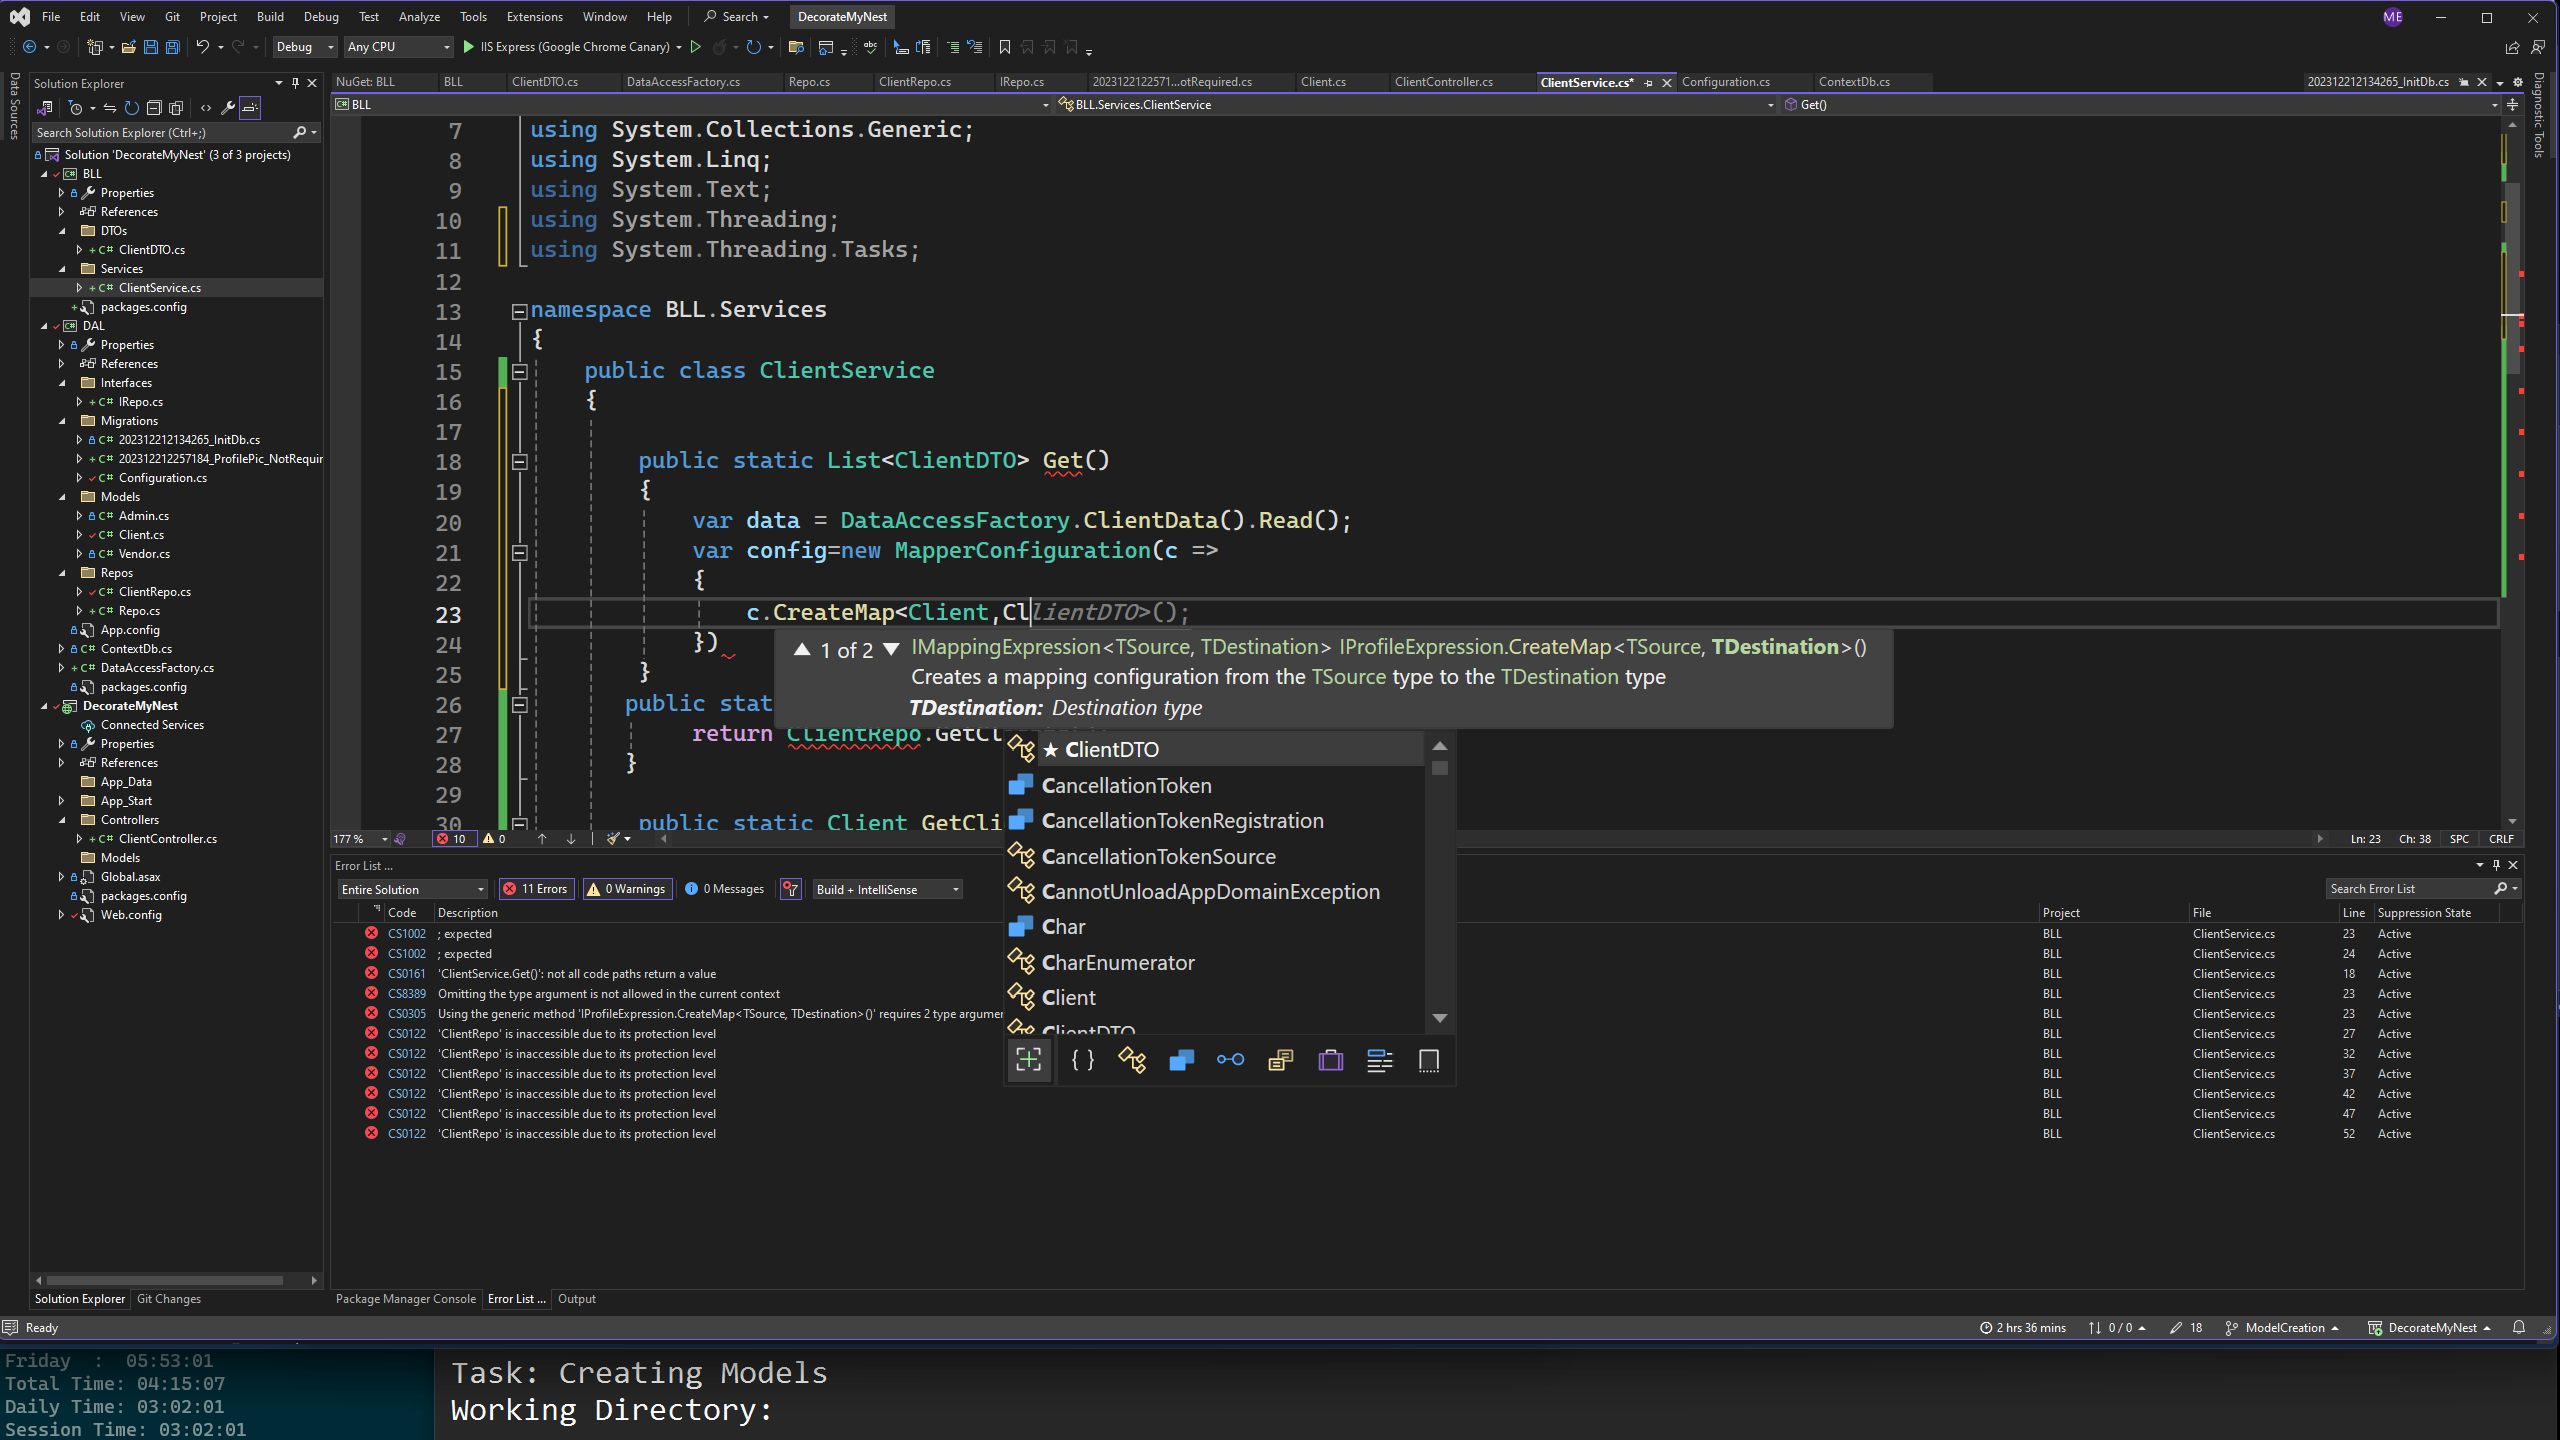 File Edit View Git Project Build Debug Test Analyze Tools Extensions Window Help Search DecorateMyNest ME
Debug Any CPU IIS Express (Google Chrome Canary)
Data Sources
Solution Explorer
Search Solution Explorer (Ctrl+;)
Solution 'DecorateMyNest' (3 of 3 projects)
BLL
Properties
References
DTOs
C# ClientDTO.cs
Services
C# ClientService.cs
packages.config
DAL
Properties
References
Interfaces
C# IRepo.cs
Migrations
C# 202312212134265_InitDb.cs
C# 202312212257184_ProfilePic_NotRequir
C# Configuration.cs
Models
C# Admin.cs
C# Client.cs
C# Vendor.cs
Repos
C# ClientRepo.cs
C# Repo.cs
App.config
C# ContextDb.cs
C# DataAccessFactory.cs
packages.config
DecorateMyNest
Connected Services
Properties
References
App_Data
App_Start
Controllers
C# ClientController.cs
Models
Global.asax
packages.config
Web.config
Solution Explorer Git Changes
NuGet: BLL BLL ClientDTO.cs DataAccessFactory.cs Repo.cs ClientRepo.cs IRepo.cs 2023122122571...otRequired.cs Client.cs ClientController.cs ClientService.cs* Configuration.cs ContextDb.cs 202312212134265_InitDb.cs
BLL BLL.Services.ClientService Get()
Diagnostic Tools
7 using System.Collections.Generic;
8 using System.Linq;
9 using System.Text;
10 using System.Threading;
11 using System.Threading.Tasks;
12
13 namespace BLL.Services
14 {
15 public class ClientService
16 {
17
18 public static List<ClientDTO> Get()
19 {
20 var data = DataAccessFactory.ClientData().Read();
21 var config=new MapperConfiguration(c =>
22 {
23 c.CreateMap<Client,CllientDTO>();
24 })
25 }
26 public stat
27 return ClientRepo.GetCl
28 }
29
30 public static Client GetCli
1 of 2 IMappingExpression<TSource, TDestination> IProfileExpression.CreateMap<TSource, TDestination>()
Creates a mapping configuration from the TSource type to the TDestination type
TDestination: Destination type
★ ClientDTO
CancellationToken
CancellationTokenRegistration
CancellationTokenSource
CannotUnloadAppDomainException
Char
CharEnumerator
Client
ClientDTO
177 % 10 0 Ln: 23 Ch: 38 SPC CRLF
Error List ...
Entire Solution 11 Errors 0 Warnings 0 Messages Build + IntelliSense Search Error List
Code Description Project File Line Suppression State
CS1002 ; expected BLL ClientService.cs 23 Active
CS1002 ; expected BLL ClientService.cs 24 Active
CS0161 'ClientService.Get()': not all code paths return a value BLL ClientService.cs 18 Active
CS8389 Omitting the type argument is not allowed in the current context BLL ClientService.cs 23 Active
CS0305 Using the generic method 'IProfileExpression.CreateMap<TSource, TDestination>()' requires 2 type argumen BLL ClientService.cs 23 Active
CS0122 'ClientRepo' is inaccessible due to its protection level BLL ClientService.cs 27 Active
CS0122 'ClientRepo' is inaccessible due to its protection level BLL ClientService.cs 32 Active
CS0122 'ClientRepo' is inaccessible due to its protection level BLL ClientService.cs 37 Active
CS0122 'ClientRepo' is inaccessible due to its protection level BLL ClientService.cs 42 Active
CS0122 'ClientRepo' is inaccessible due to its protection level BLL ClientService.cs 47 Active
CS0122 'ClientRepo' is inaccessible due to its protection level BLL ClientService.cs 52 Active
Package Manager Console Error List ... Output
Ready 2 hrs 36 mins 0 / 0 18 ModelCreation DecorateMyNest
Friday : 05:53:01
Total Time: 04:15:07
Daily Time: 03:02:01
Session Time: 03:02:01
Task: Creating Models
Working Directory: